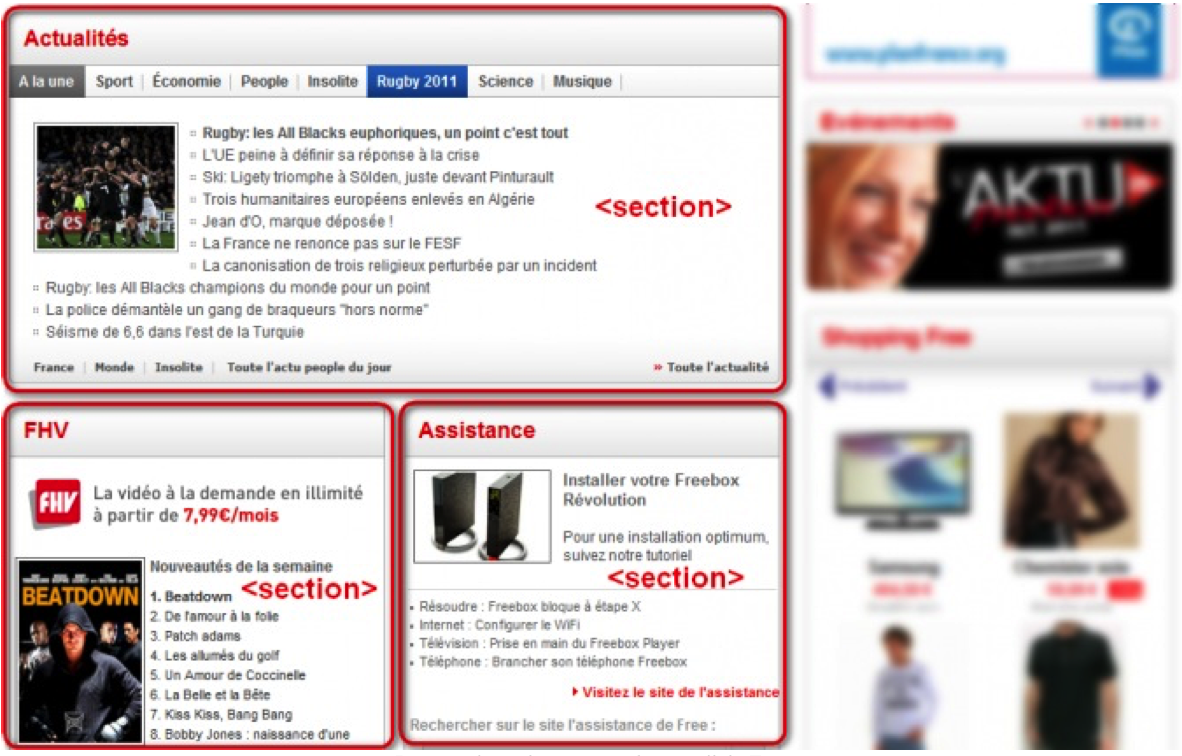 Actualités
A la une
Sport
Économie
People
Insolite
Rugby 2011
Science
Musique
Rugby: les All Blacks euphoriques, un point c'est tout
L'UE peine à définir sa réponse à la crise
Ski: Ligety triomphe à Sölden, juste devant Pinturault
Trois humanitaires européens enlevés en Algérie
<section>
Jean d'O, marque déposée !
La France ne renonce pas sur le FESF
La canonisation de trois religieux perturbée par un incident
Rugby: les All Blacks champions du monde pour un point
La police démantèle un gang de braqueurs "hors norme"
Séisme de 6,6 dans l'est de la Turquie
France
Monde
Insolite
Toute l'actu people du jour
» Toute l'actualité
FHV
FHV
La vidéo à la demande en illimité
à partir de 7,99€/mois
BEATDOWN
Nouveautés de la semaine
<section>
1. Beatdown
2. De l'amour à la folie
3. Patch adams
4. Les allumés du golf
5. Un Amour de Coccinelle
6. La Belle et la Bête
7. Kiss Kiss, Bang Bang
8. Bobby Jones : naissance d'une
Assistance
Installer votre Freebox
Révolution
Pour une installation optimum,
suivez notre tutoriel
<section>
Résoudre : Freebox bloque à étape X
Internet : Configurer le WiFi
Télévision : Prise en main du Freebox Player
Téléphone : Brancher son téléphone Freebox
Visitez le site de l'assistance
Rechercher sur le site l'assistance de Free :
www.planfrance.org
Evénements
AKTU
Shopping Free
Précédent
Suivant
Samsung